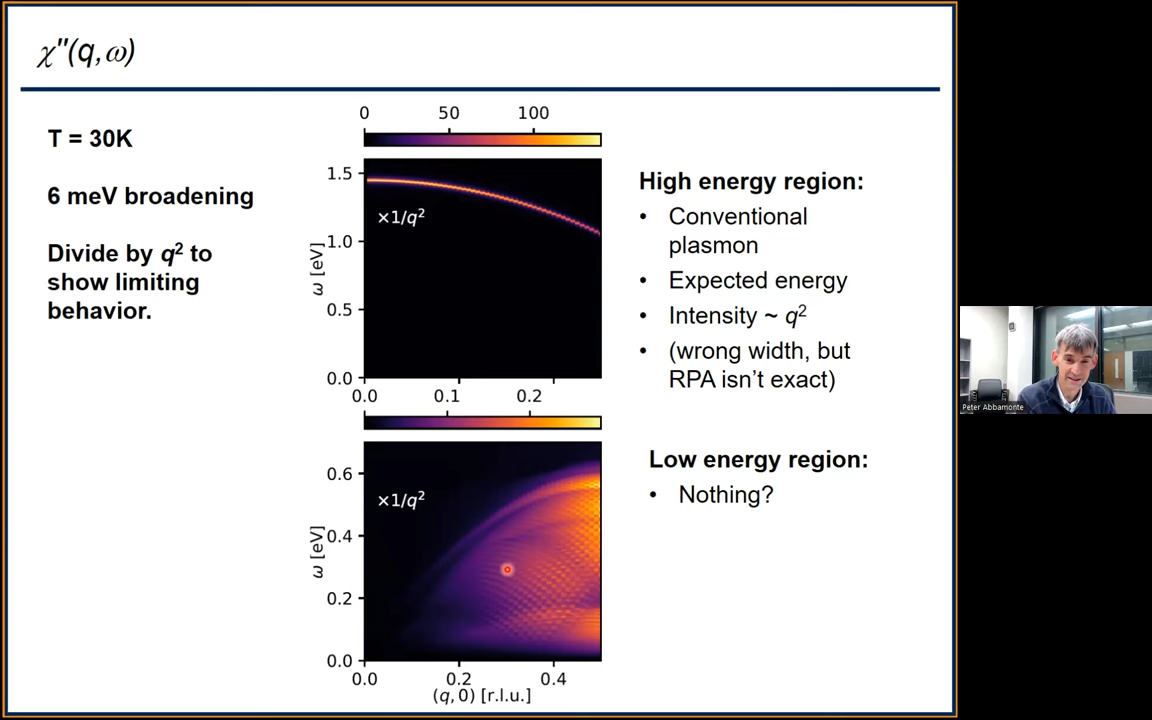 χ″(q,ω)
T = 30K
6 meV broadening
Divide by q² to
show limiting
behavior.
0 50 100
1.5
1.0
0.5
0.0
ω [eV]
×1/q²
0.0 0.1 0.2
0.6
0.4
0.2
0.0
ω [eV]
×1/q²
0.0 0.2 0.4
(q, 0) [r.l.u.]
High energy region:
• Conventional
plasmon
• Expected energy
• Intensity ~ q²
• (wrong width, but
RPA isn't exact)
Low energy region:
• Nothing?
Peter Abbamonte